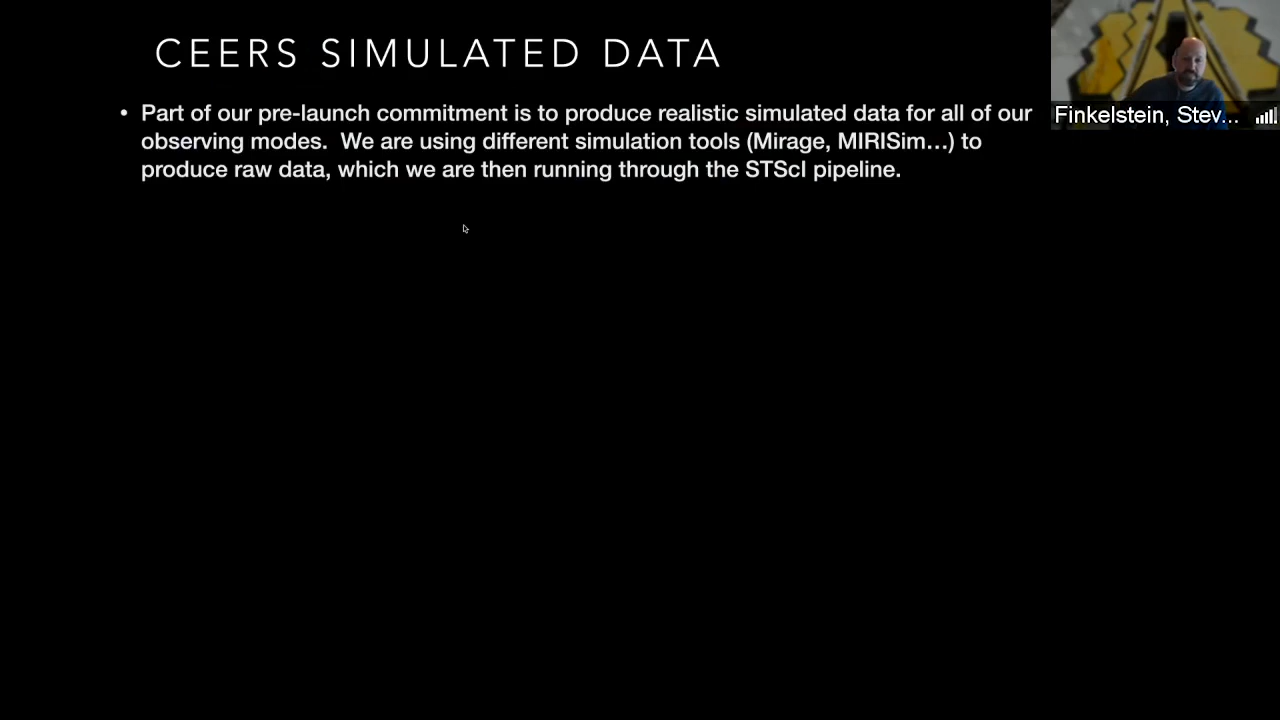 CEERS SIMULATED DATA
• Part of our pre-launch commitment is to produce realistic simulated data for all of our
observing modes.  We are using different simulation tools (Mirage, MIRISim…) to
produce raw data, which we are then running through the STScI pipeline.
Finkelstein, Stev...